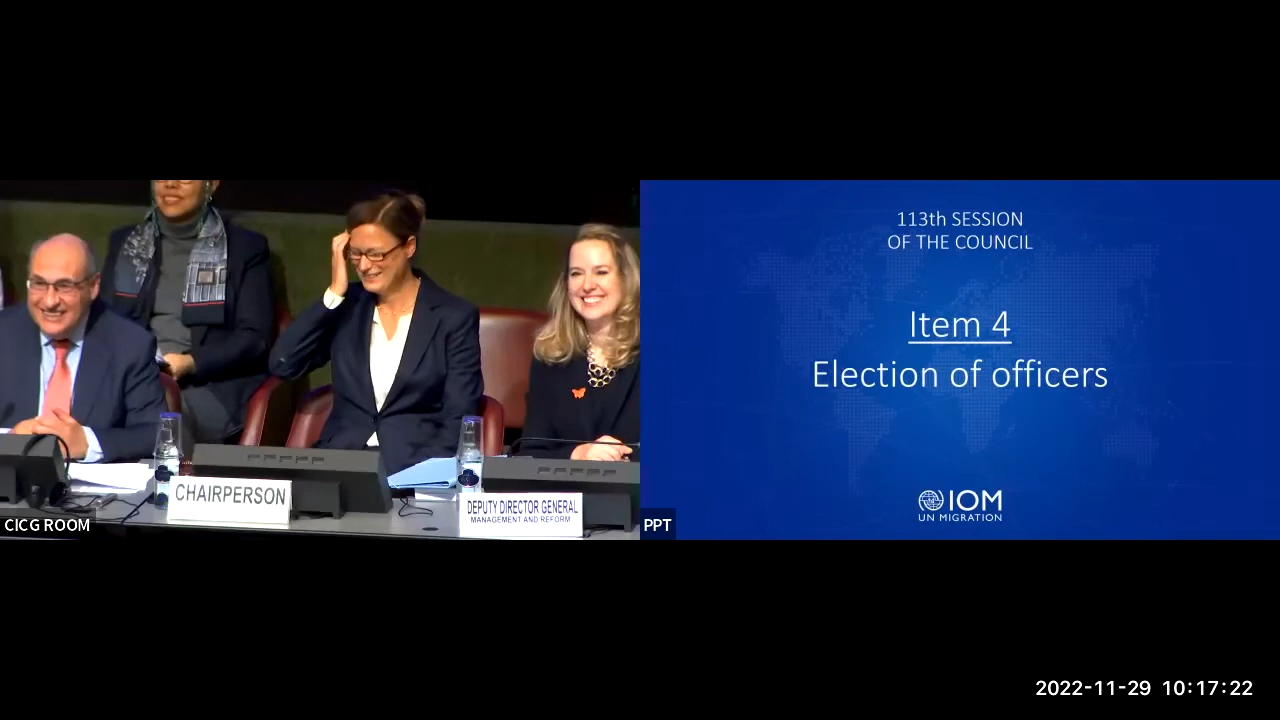 CHAIRPERSON
DEPUTY DIRECTOR GENERAL
MANAGEMENT AND REFORM
CICG ROOM
113th SESSION
OF THE COUNCIL
Item 4
Election of officers
IOM
UN MIGRATION
PPT
2022-11-29 10:17:22